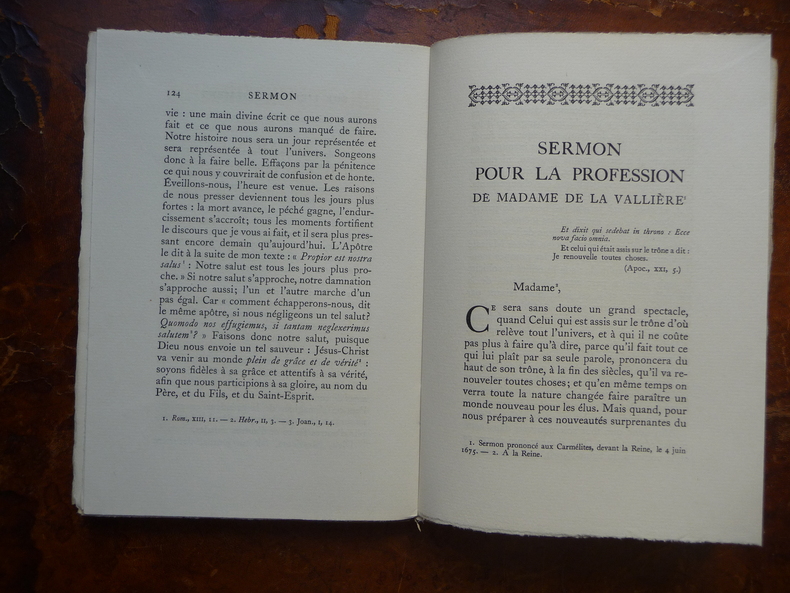 124 SERMON
vie : une main divine écrit ce que nous aurons
fait et ce que nous aurons manqué de faire.
Notre histoire nous sera un jour représentée et
sera représentée à tout l'univers. Songeons
donc à la faire belle. Effaçons par la pénitence
ce qui nous y couvrirait de confusion et de honte.
Éveillons-nous, l'heure est venue. Les raisons
de nous presser deviennent tous les jours plus
fortes : la mort avance, le péché gagne, l'endur-
cissement s'accroît; tous les moments fortifient
le discours que je vous ai fait, et il sera plus pres-
sant encore demain qu'aujourd'hui. L'Apôtre
le dit à la suite de mon texte : « Propior est nostra
salus¹ : Notre salut est tous les jours plus pro-
che. » Si notre salut s'approche, notre damnation
s'approche aussi; l'un et l'autre marche d'un
pas égal. Car « comment échapperons-nous, dit
le même apôtre, si nous négligeons un tel salut?
Quomodo nos effugiemus, si tantam neglexerimus
salutem²? » Faisons donc notre salut, puisque
Dieu nous envoie un tel sauveur : Jésus-Christ
va venir au monde plein de grâce et de vérité³ :
soyons fidèles à sa grâce et attentifs à sa vérité,
afin que nous participions à sa gloire, au nom du
Père, et du Fils, et du Saint-Esprit.
1. Rom., XIII, 11. — 2. Hebr., II, 3. — 3. Joan., I, 14.
SERMON
POUR LA PROFESSION
DE MADAME DE LA VALLIÈRE¹
Et dixit qui sedebat in throno : Ecce
nova facio omnia.
Et celui qui était assis sur le trône a dit :
Je renouvelle toutes choses.
(Apoc., XXI, 5.)
Madame²,
CE sera sans doute un grand spectacle,
quand Celui qui est assis sur le trône d'où
relève tout l'univers, et à qui il ne coûte
pas plus à faire qu'à dire, parce qu'il fait tout ce
qui lui plaît par sa seule parole, prononcera du
haut de son trône, à la fin des siècles, qu'il va re-
nouveler toutes choses; et qu'en même temps on
verra toute la nature changée faire paraître un
monde nouveau pour les élus. Mais quand, pour
nous préparer à ces nouveautés surprenantes du
1. Sermon prononcé aux Carmélites, devant la Reine, le 4 juin
1675. — 2. A la Reine.